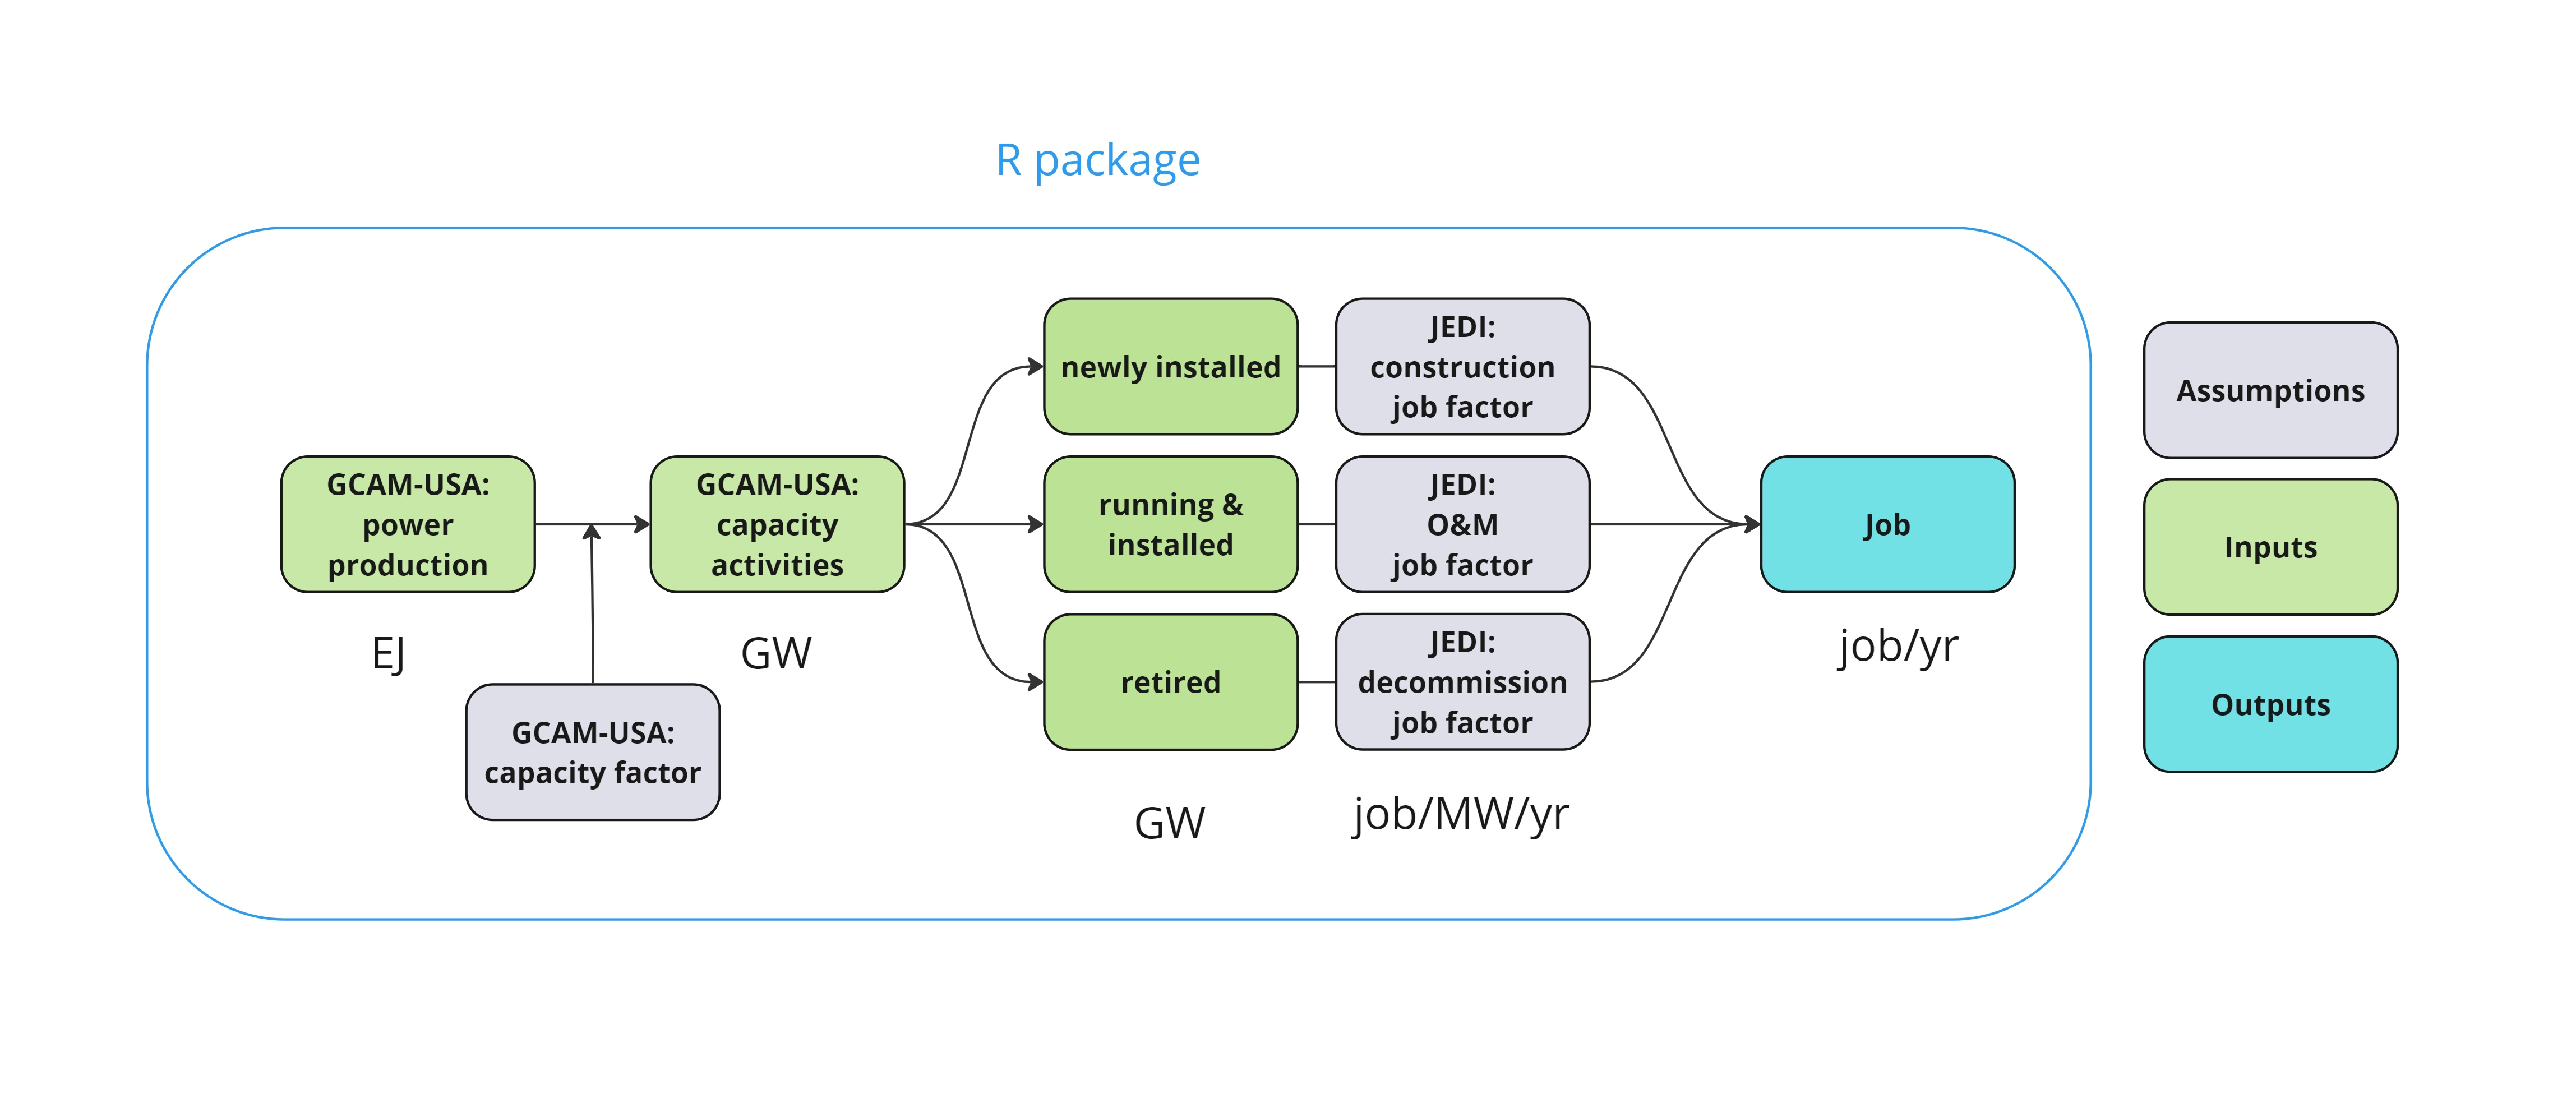 R package
GCAM-USA:
power
production
EJ
GCAM-USA:
capacity factor
GCAM-USA:
capacity
activities
GW
newly installed
running &
installed
retired
GW
JEDI:
construction
job factor
JEDI:
O&M
job factor
JEDI:
decommission
job factor
job/MW/yr
Job
job/yr
Assumptions
Inputs
Outputs